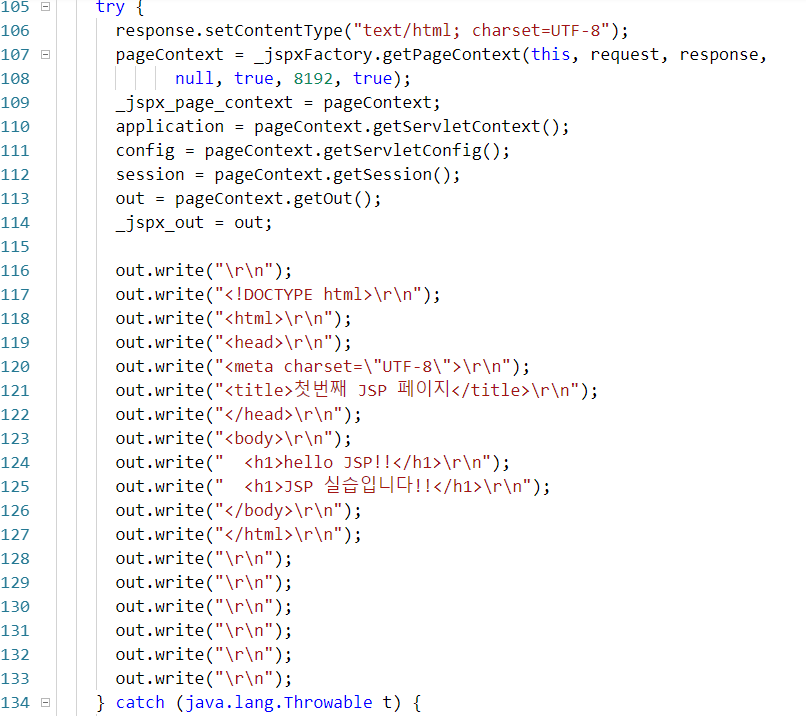 105 try {
106 response.setContentType("text/html; charset=UTF-8");
107 pageContext = _jspxFactory.getPageContext(this, request, response,
108 null, true, 8192, true);
109 _jspx_page_context = pageContext;
110 application = pageContext.getServletContext();
111 config = pageContext.getServletConfig();
112 session = pageContext.getSession();
113 out = pageContext.getOut();
114 _jspx_out = out;
115
116 out.write("\r\n");
117 out.write("<!DOCTYPE html>\r\n");
118 out.write("<html>\r\n");
119 out.write("<head>\r\n");
120 out.write("<meta charset=\"UTF-8\">\r\n");
121 out.write("<title>첫번째 JSP 페이지</title>\r\n");
122 out.write("</head>\r\n");
123 out.write("<body>\r\n");
124 out.write("  <h1>hello JSP!!</h1>\r\n");
125 out.write("  <h1>JSP 실습입니다!!</h1>\r\n");
126 out.write("</body>\r\n");
127 out.write("</html>\r\n");
128 out.write("\r\n");
129 out.write("\r\n");
130 out.write("\r\n");
131 out.write("\r\n");
132 out.write("\r\n");
133 out.write("\r\n");
134 } catch (java.lang.Throwable t) {